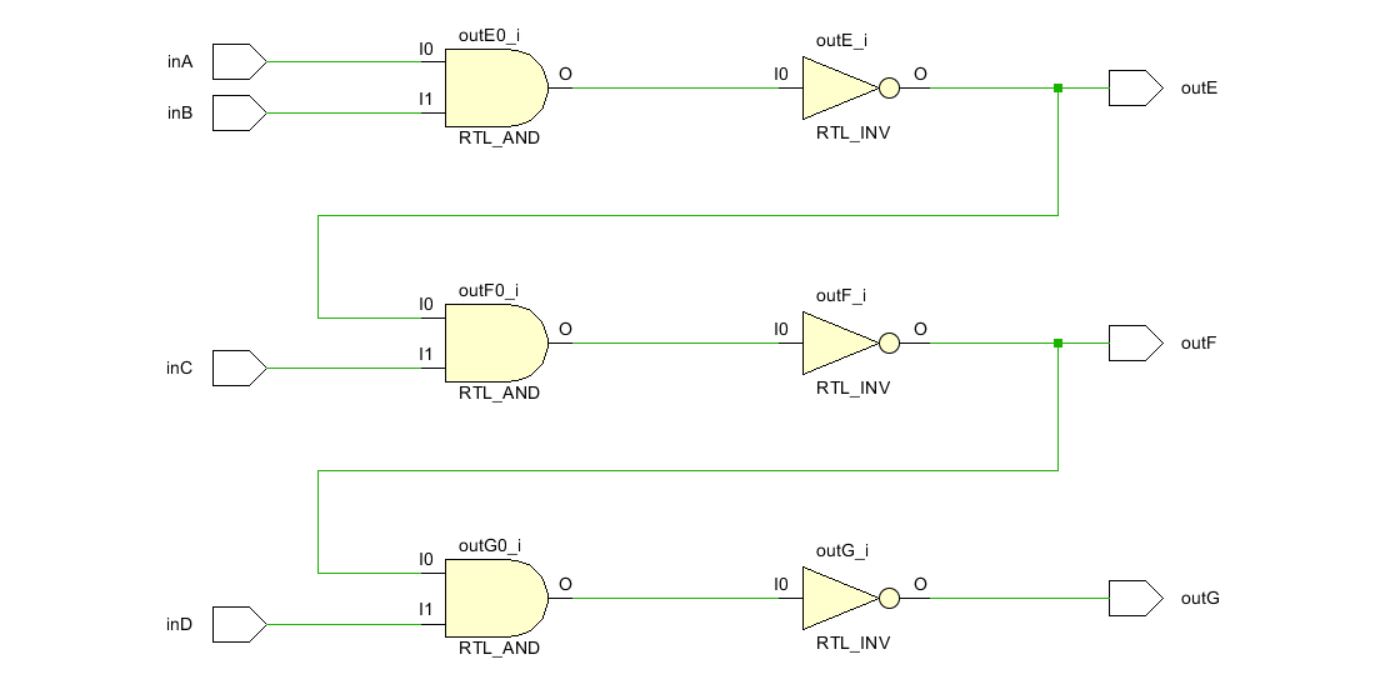 outE0_i
outE_i
inA
I0
O
I0
O
outE
inB
I1
RTL_AND
RTL_INV
outF0_i
outF_i
I0
O
I0
O
outF
inC
I1
RTL_AND
RTL_INV
outG0_i
outG_i
I0
O
I0
O
outG
inD
I1
RTL_AND
RTL_INV